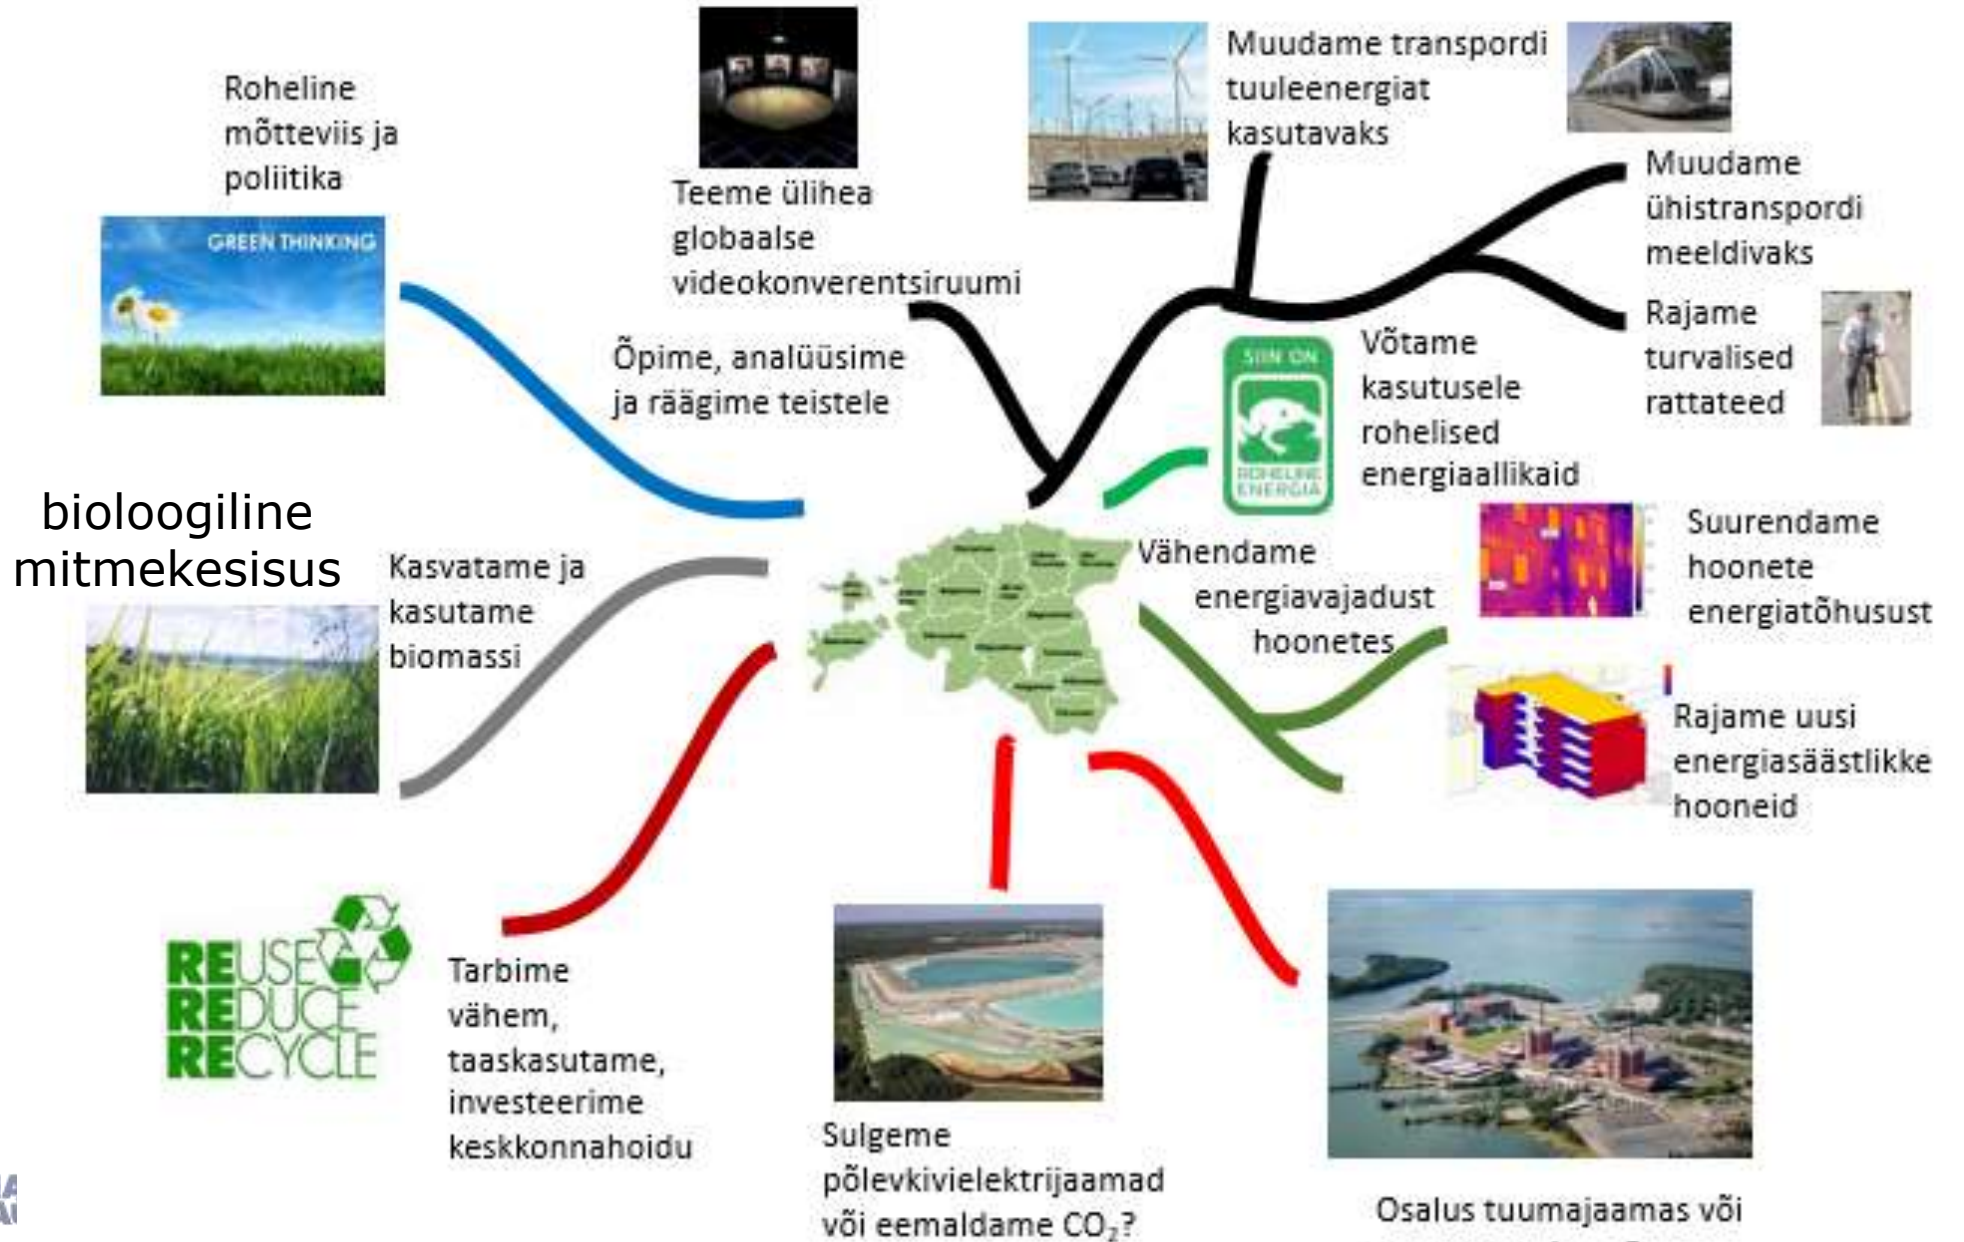 Roheline
mõtteviis ja
poliitika
GREEN THINKING
Teeme ülihea
globaalse
videokonverentsiruumi
Õpime, analüüsime
ja räägime teistele
Muudame transpordi
tuuleenergiat
kasutavaks
Muudame
ühistranspordi
meeldivaks
Rajame
turvalised
rattateed
SIIN ON
ROHELINE
ENERGIA
Võtame
kasutusele
rohelised
energiaallikaid
bioloogiline
mitmekesisus
Kasvatame ja
kasutame
biomassi
Vähendame
energiavajadust
hoonetes
Suurendame
hoonete
energiatõhusust
Rajame uusi
energiasäästlikke
hooneid
REUSE
REDUCE
RECYCLE
Tarbime
vähem,
taaskasutame,
investeerime
keskkonnahoidu
Sulgeme
põlevkivielektrijaamad
või eemaldame CO₂?
Osalus tuumajaamas või